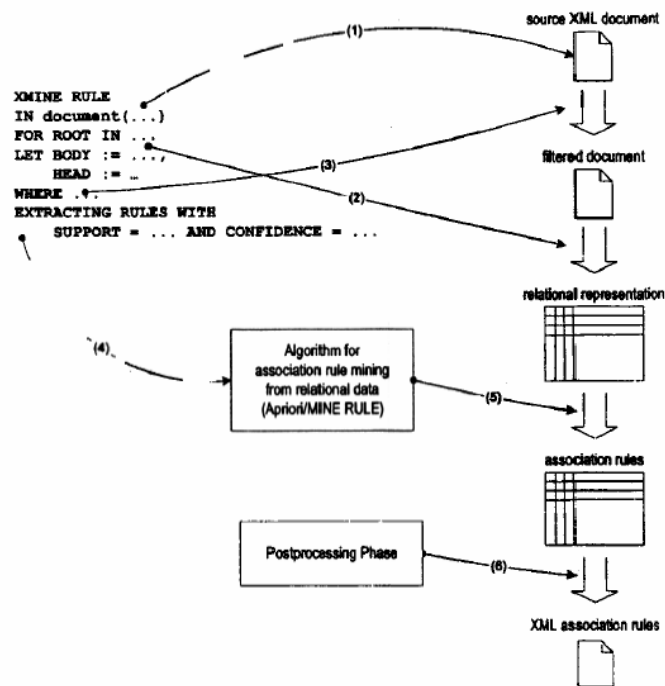 source XML document
(1)
XMINE RULE
IN document(...)
FOR ROOT IN ...
LET BODY := ...,
HEAD := …
WHERE ...
EXTRACTING RULES WITH
SUPPORT = ... AND CONFIDENCE = ...
(3)
(2)
filtered document
relational representation
(4)
Algorithm for
association rule mining
from relational data
(Apriori/MINE RULE)
(5)
association rules
Postprocessing Phase
(6)
XML association rules